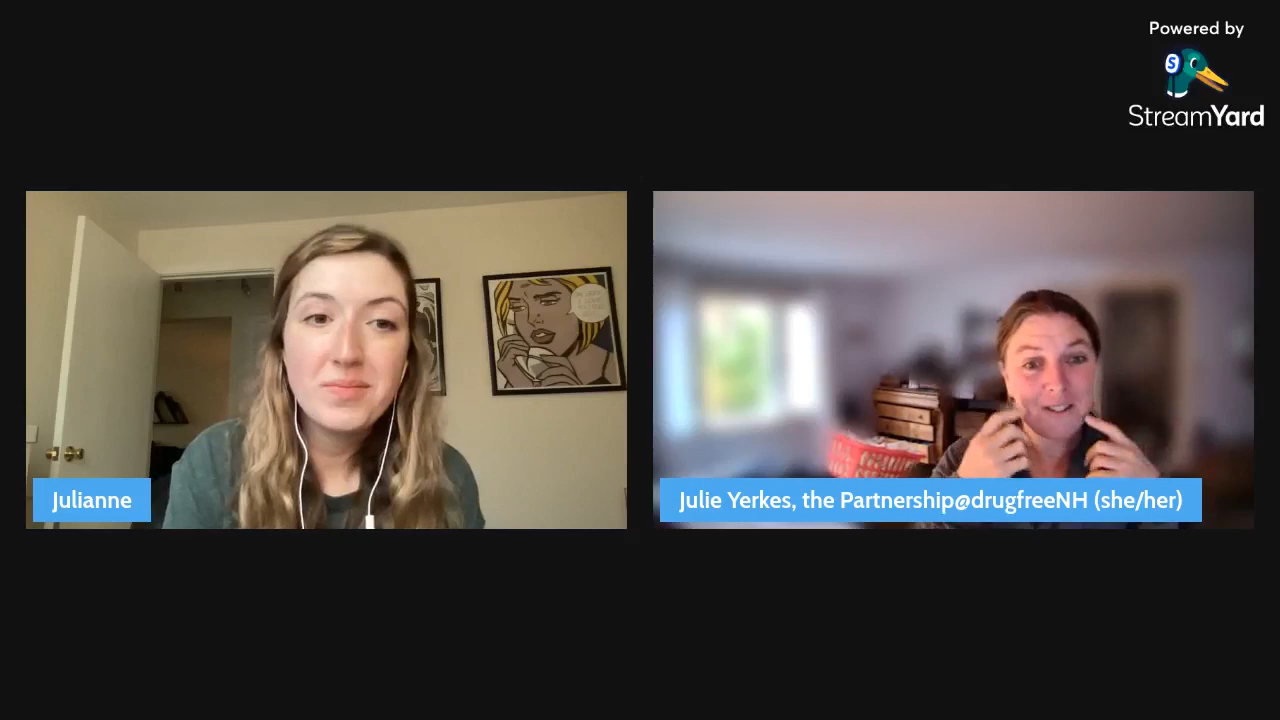 Powered by
S
StreamYard
Julianne
Julie Yerkes, the Partnership@drugfreeNH (she/her)